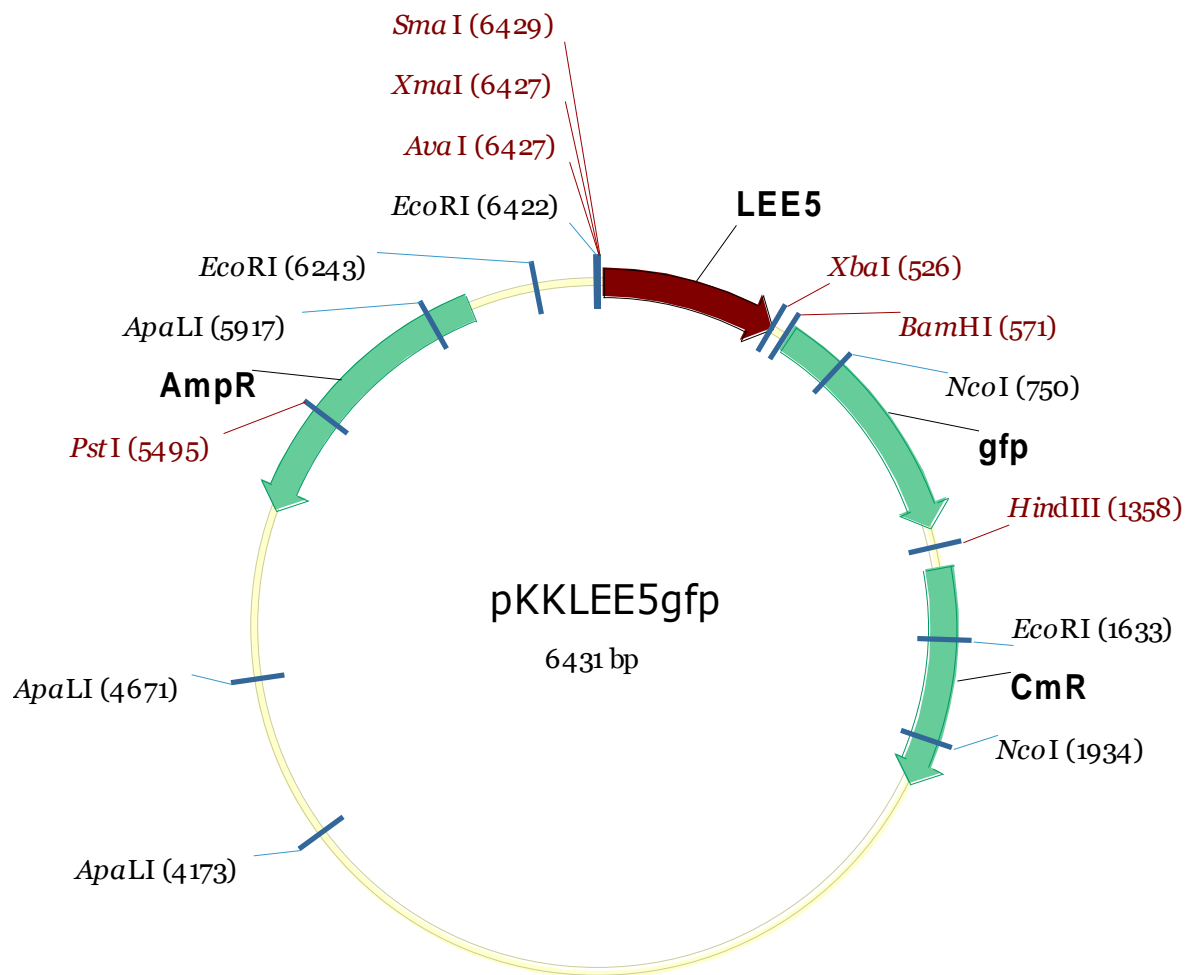 SmaI (6429)
XmaI (6427)
AvaI (6427)
EcoRI (6422)
LEE5
EcoRI (6243)
XbaI (526)
ApaLI (5917)
BamHI (571)
AmpR
NcoI (750)
PstI (5495)
gfp
HindIII (1358)
pKKLEE5gfp
6431 bp
EcoRI (1633)
CmR
ApaLI (4671)
NcoI (1934)
ApaLI (4173)